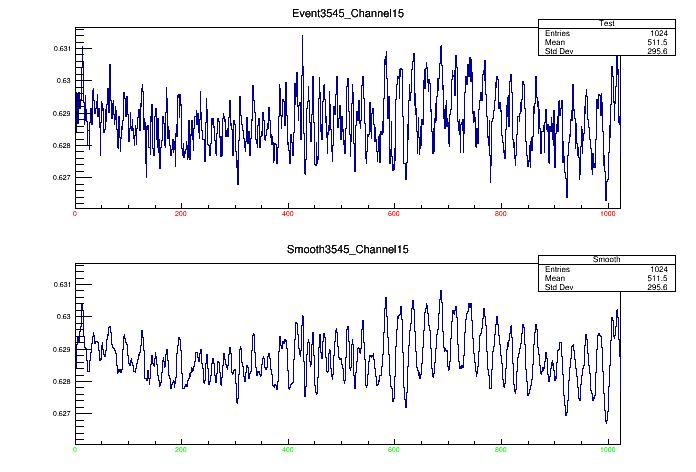 Event3545_Channel15
Test
Entries 1024
Mean 511.5
Std Dev 295.6
0.631
0.63
0.629
0.628
0.627
0 200 400 600 800 1000
Smooth3545_Channel15
Smooth
Entries 1024
Mean 511.5
Std Dev 295.6
0.631
0.63
0.629
0.628
0.627
0 200 400 600 800 1000